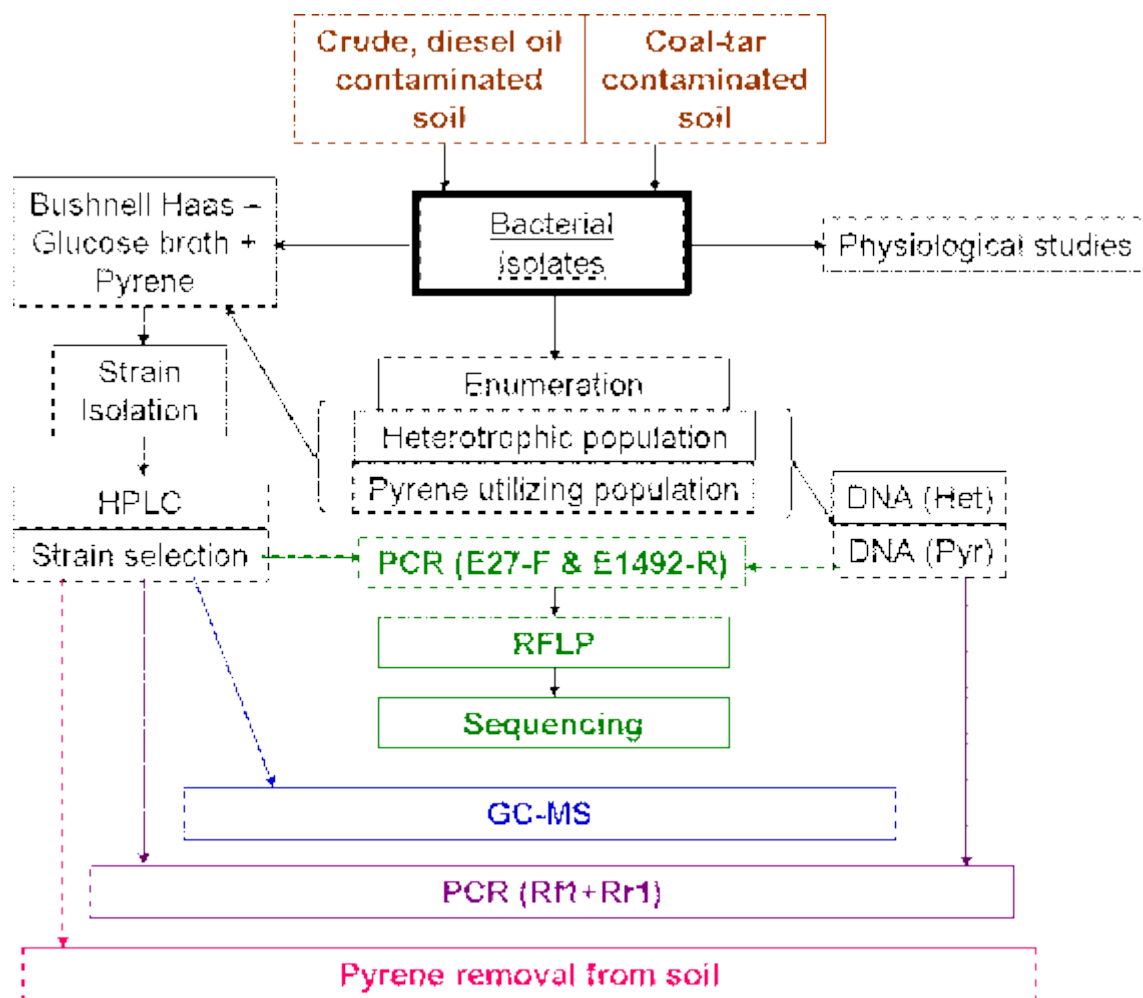 Crude, diesel oil
contaminated
soil
Coal-tar
contaminated
soil
Bushnell Haas –
Glucose broth +
Pyrene
Bacterial
isolates
Physiological studies
Strain
Isolation
Enumeration
Heterotrophic population
Pyrene utilizing population
HPLC
Strain selection
DNA (Het)
DNA (Pyr)
PCR (E27-F & E1492-R)
RFLP
Sequencing
GC-MS
PCR (Rf1+Rr1)
Pyrene removal from soil